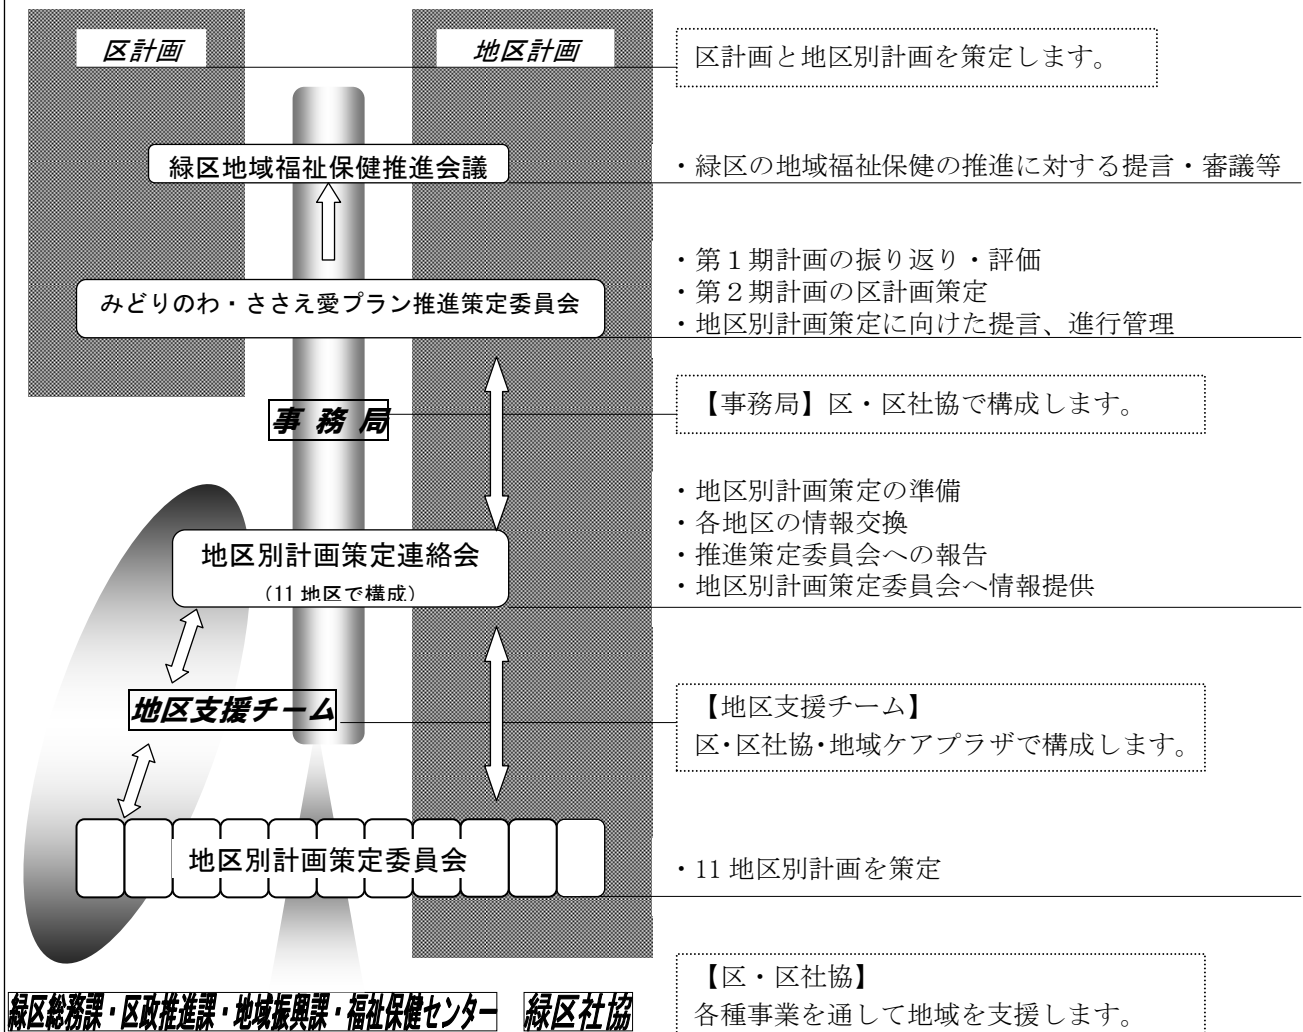 区計画
地区計画
区計画と地区別計画を策定します。
緑区地域福祉保健推進会議
・緑区の地域福祉保健の推進に対する提言・審議等
みどりのわ・ささえ愛プラン推進策定委員会
・第１期計画の振り返り・評価
・第２期計画の区計画策定
・地区別計画策定に向けた提言、進行管理
事務局
【事務局】区・区社協で構成します。
地区別計画策定連絡会
（11 地区で構成）
・地区別計画策定の準備
・各地区の情報交換
・推進策定委員会への報告
・地区別計画策定委員会へ情報提供
地区支援チーム
【地区支援チーム】
区・区社協・地域ケアプラザで構成します。
地区別計画策定委員会
・11 地区別計画を策定
【区・区社協】
各種事業を通して地域を支援します。
緑区総務課・区政推進課・地域振興課・福祉保健センター
緑区社協